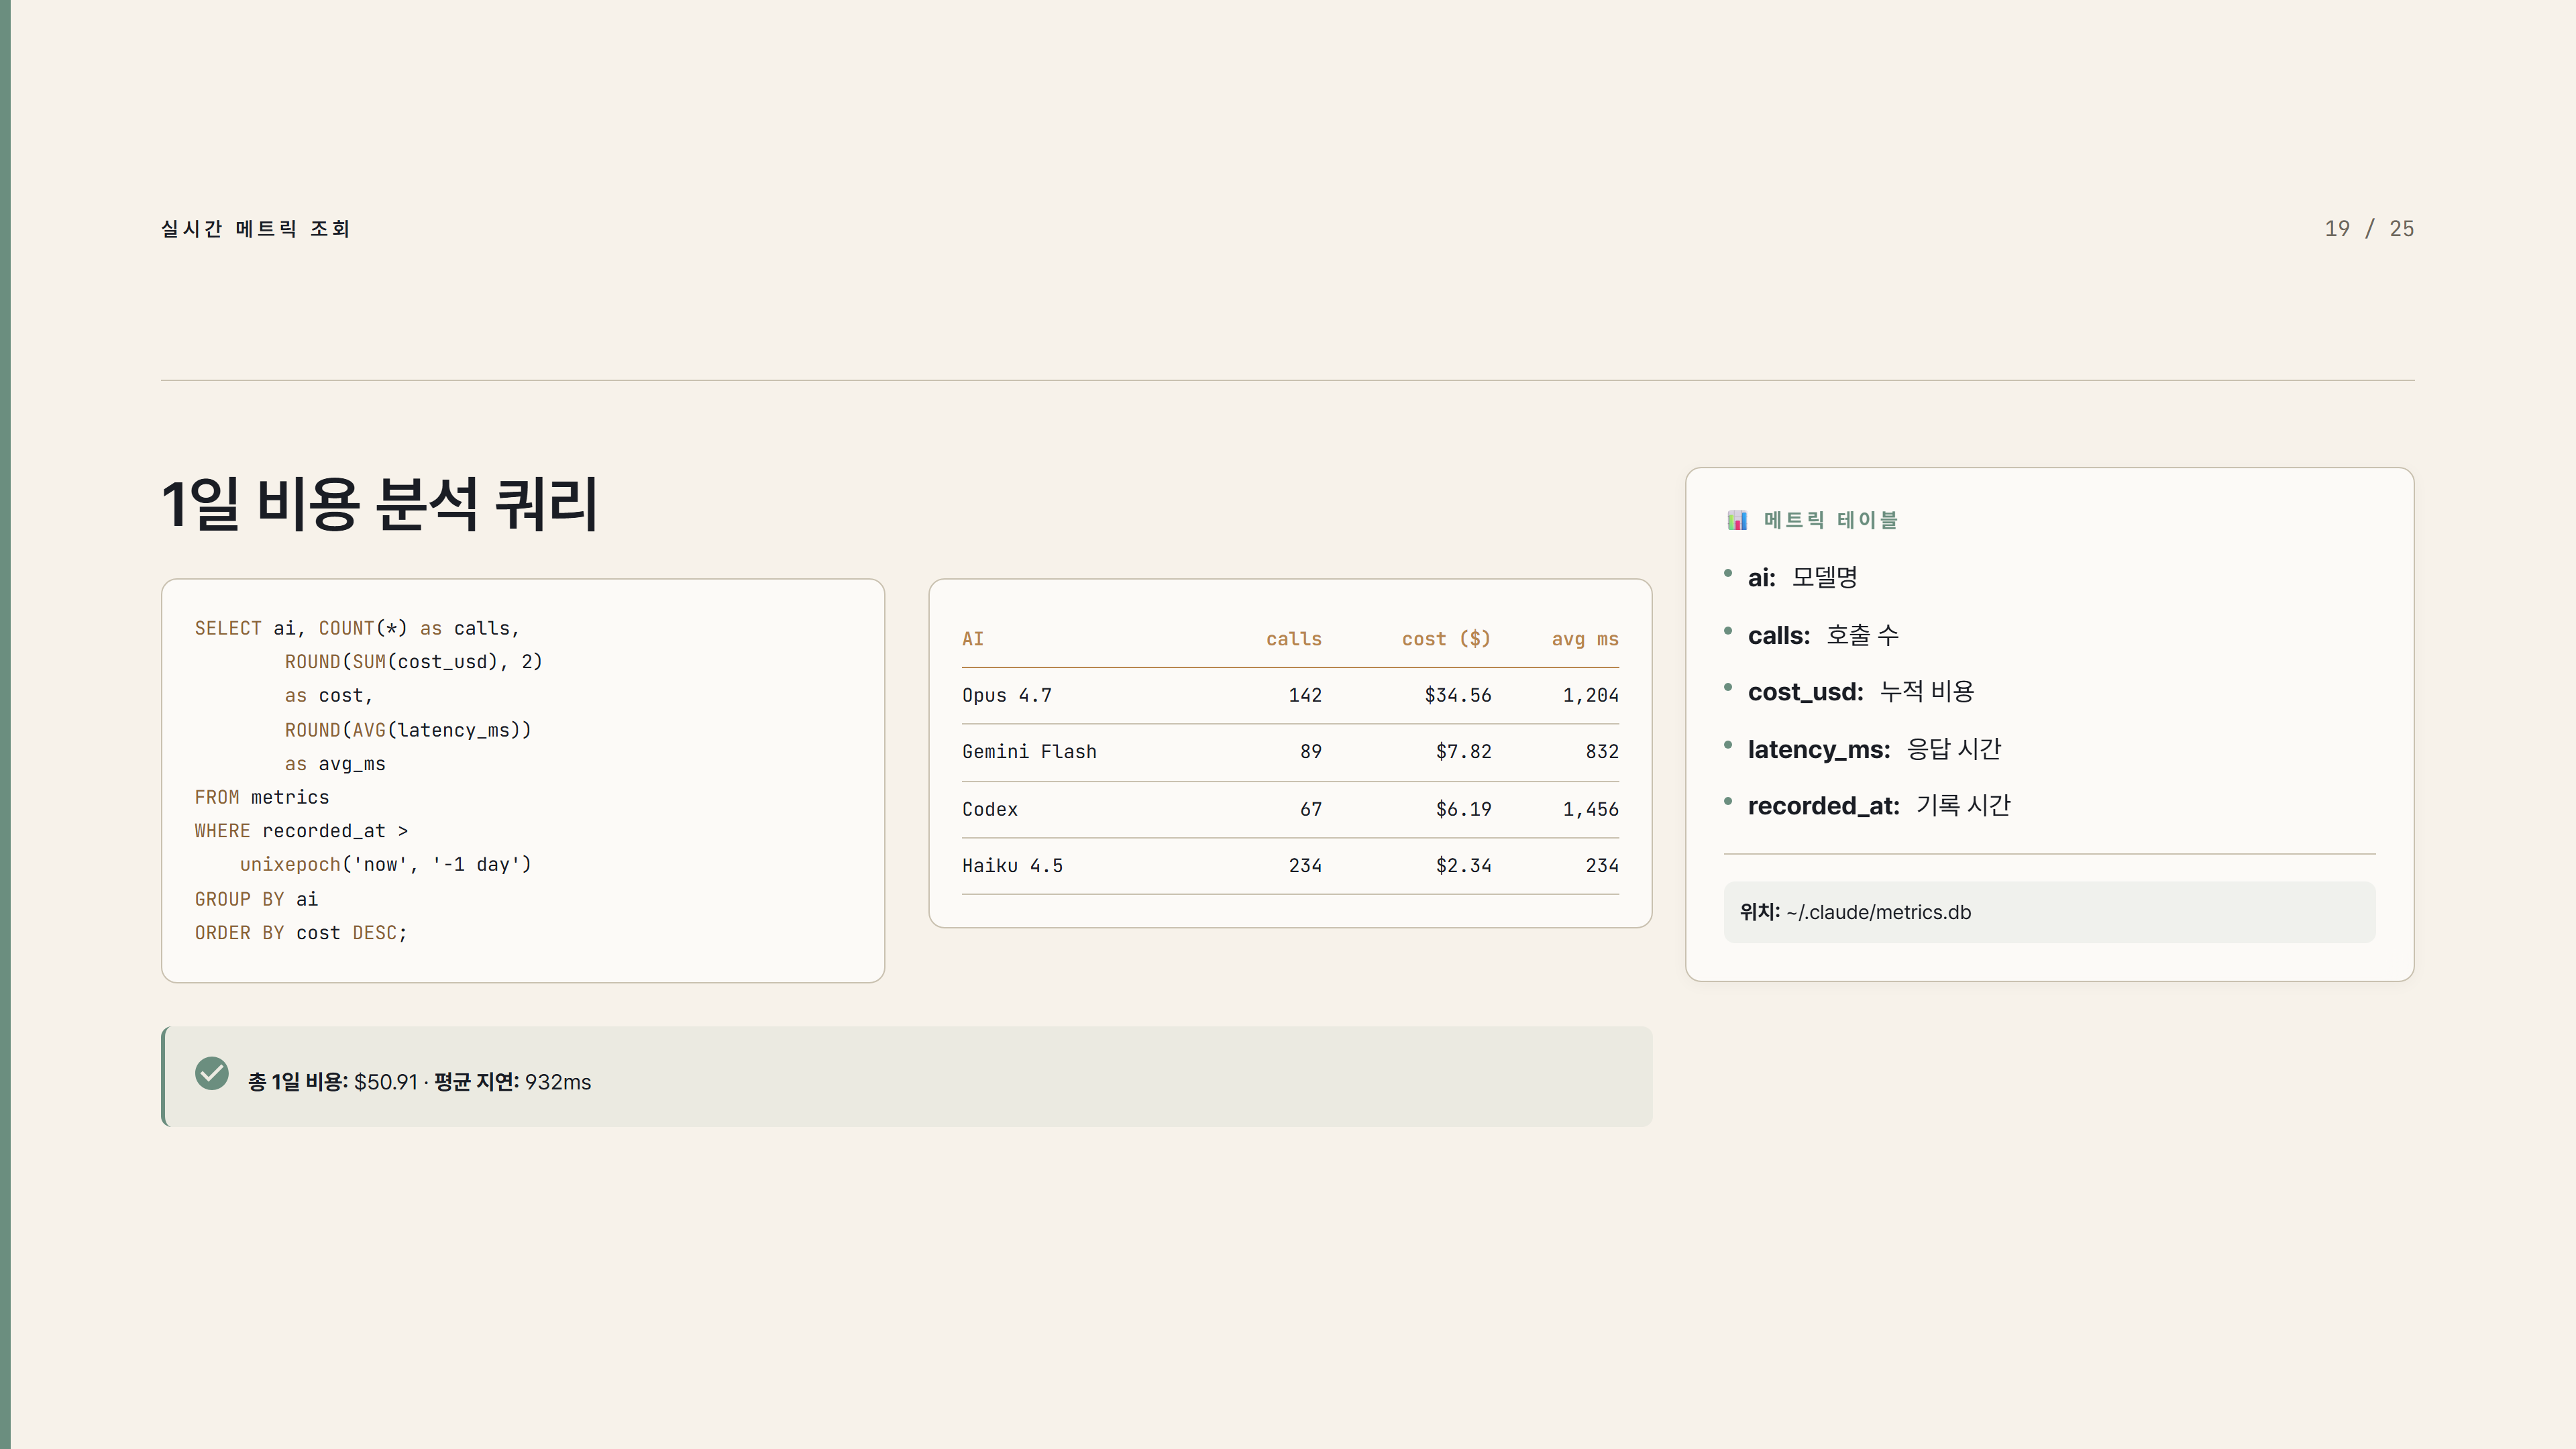 실시간 메트릭 조회
19 / 25
1일 비용 분석 쿼리
SELECT ai, COUNT(*) as calls,
ROUND(SUM(cost_usd), 2)
as cost,
ROUND(AVG(latency_ms))
as avg_ms
FROM metrics
WHERE recorded_at >
unixepoch('now', '-1 day')
GROUP BY ai
ORDER BY cost DESC;
AI calls cost ($) avg ms
Opus 4.7 142 $34.56 1,204
Gemini Flash 89 $7.82 832
Codex 67 $6.19 1,456
Haiku 4.5 234 $2.34 234
총 1일 비용: $50.91 · 평균 지연: 932ms
메트릭 테이블
ai: 모델명
calls: 호출 수
cost_usd: 누적 비용
latency_ms: 응답 시간
recorded_at: 기록 시간
위치: ~/.claude/metrics.db